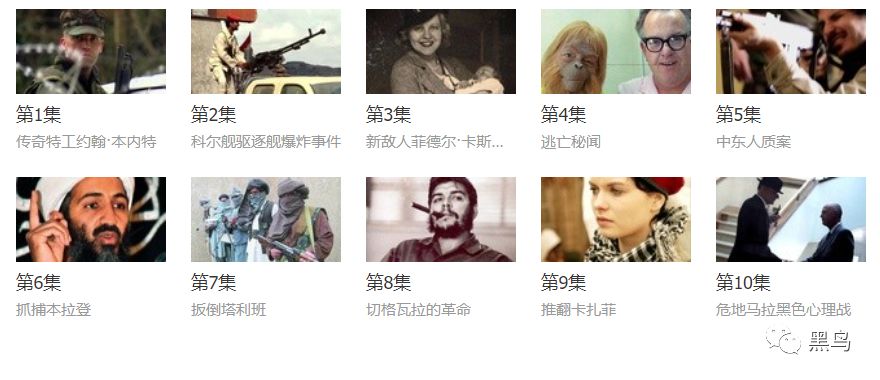 第1集 第2集 第3集 第4集 第5集
传奇特工约翰·本内特 科尔舰驱逐舰爆炸事件 新敌人菲德尔·卡斯... 逃亡秘闻 中东人质案
第6集 第7集 第8集 第9集 第10集
抓捕本拉登 扳倒塔利班 切格瓦拉的革命 推翻卡扎菲 危地马拉黑色心理战
黑鸟